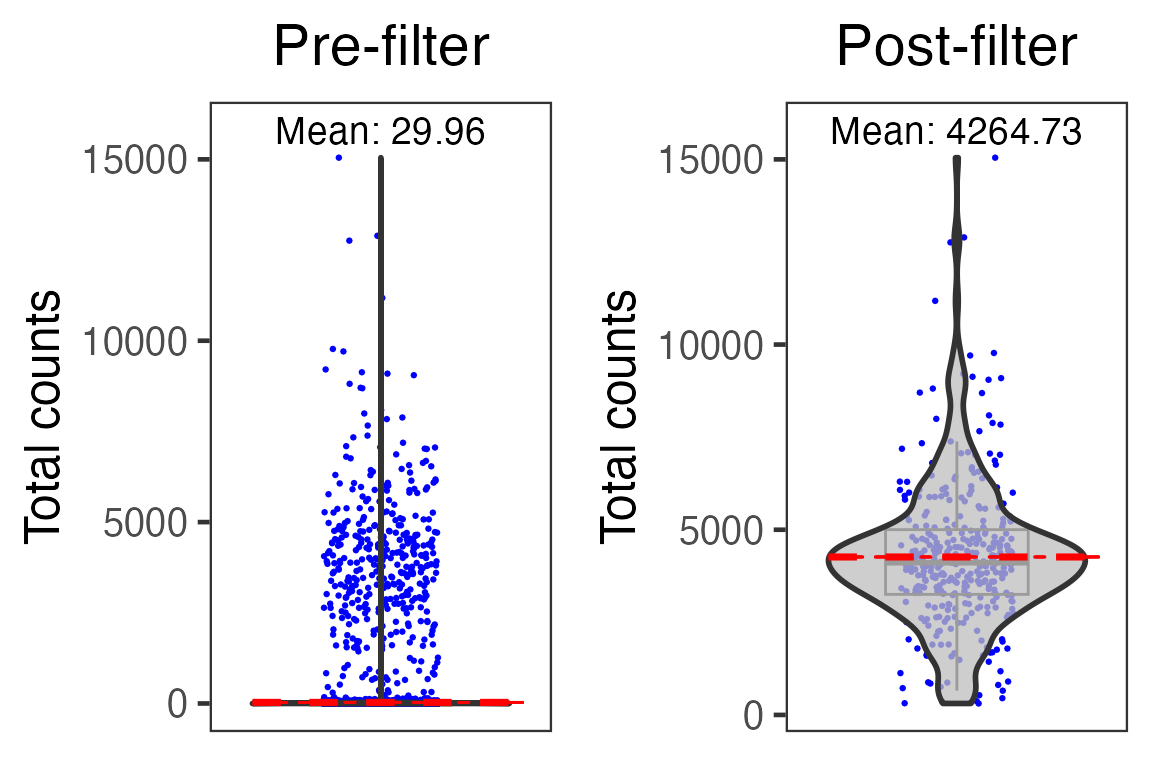 Pre-filter
Mean: 29.96
Total counts
15000
10000
5000
0
Post-filter
Mean: 4264.73
Total counts
15000
10000
5000
0